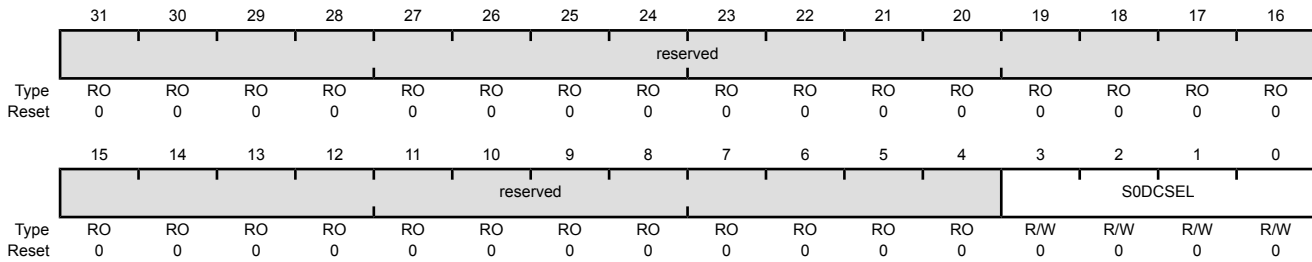 31 30 29 28 27 26 25 24 23 22 21 20 19 18 17 16
reserved
Type RO RO RO RO RO RO RO RO RO RO RO RO RO RO RO RO
Reset 0 0 0 0 0 0 0 0 0 0 0 0 0 0 0 0
15 14 13 12 11 10 9 8 7 6 5 4 3 2 1 0
reserved S0DCSEL
Type RO RO RO RO RO RO RO RO RO RO RO RO R/W R/W R/W R/W
Reset 0 0 0 0 0 0 0 0 0 0 0 0 0 0 0 0